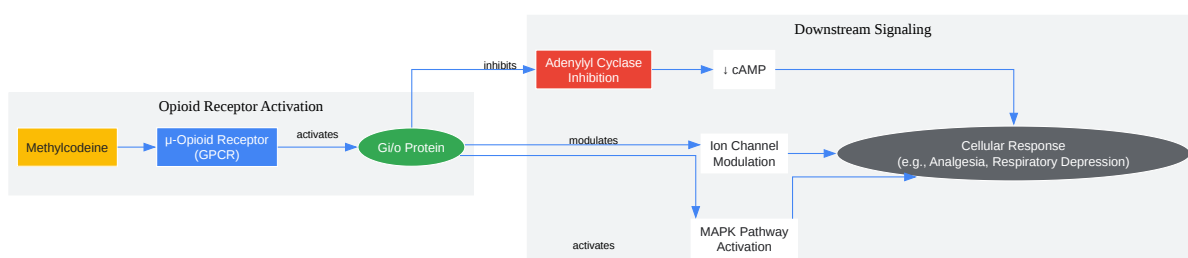 Downstream Signaling
Opioid Receptor Activation
Methylcodeine
μ-Opioid Receptor
(GPCR)
activates
Gi/o Protein
inhibits
Adenylyl Cyclase
Inhibition
↓ cAMP
modulates
Ion Channel
Modulation
activates
MAPK Pathway
Activation
Cellular Response
(e.g., Analgesia, Respiratory Depression)